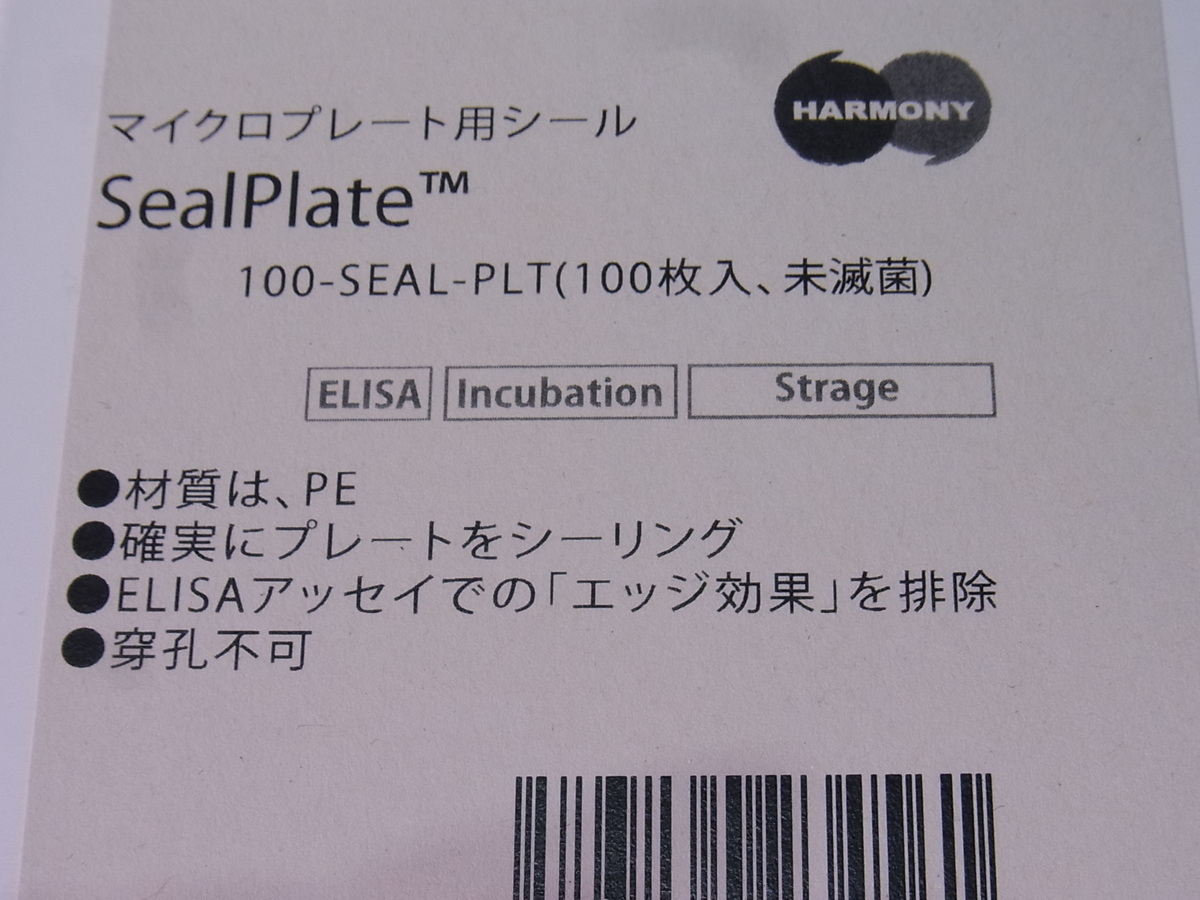 HARMONY
マイクロプレート用シール
SealPlate™
100-SEAL-PLT(100枚入、未滅菌)
ELISA Incubation Strage
●材質は、PE
●確実にプレートをシーリング
●ELISAアッセイでの「エッジ効果」を排除
●穿孔不可